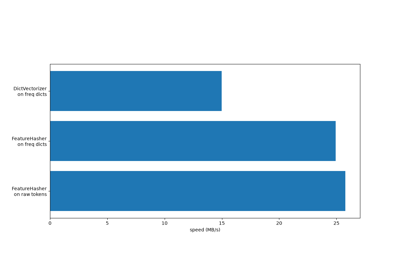 DictVectorizer
on freq dicts
FeatureHasher
on freq dicts
FeatureHasher
on raw tokens
0 5 10 15 20 25
speed (MB/s)